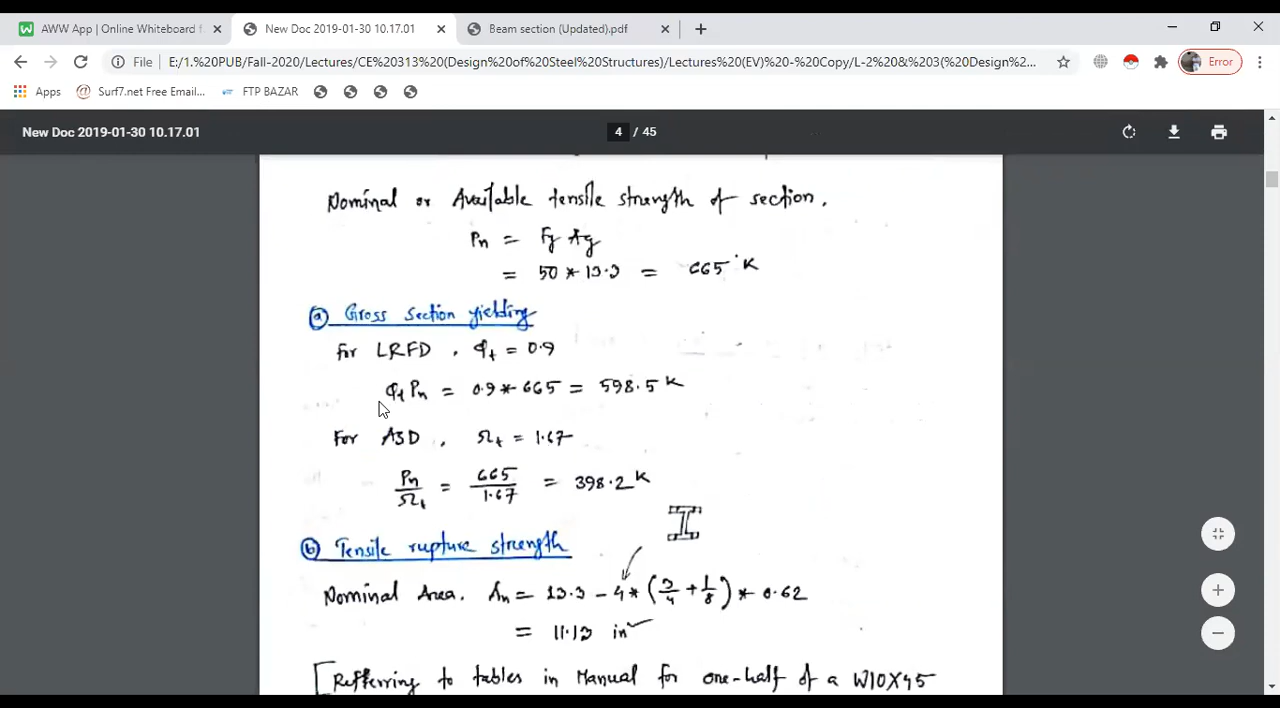 AWW App | Online Whiteboard f
New Doc 2019-01-30 10.17.01
Beam section (Updated).pdf
File
E:/1.%20PUB/Fall-2020/Lectures/CE%20313%20(Design%20of%20Steel%20Structures)/Lectures%20(EV)%20-%20Copy/L-2%20&%203(%20Design%2...
Error
Apps
Surf7.net Free Email...
FTP BAZAR
New Doc 2019-01-30 10.17.01
4 / 45
Nominal or Available tensile strength of section.
Pn = Fy Ag
= 50 * 13.3 = 665 K
(a) Gross section yielding
For LRFD, Φt = 0.9
Φt Pn = 0.9 * 665 = 598.5 K
For ASD, Ωt = 1.67
Pn/Ωt = 665/1.67 = 398.2 K
(b) Tensile rupture strength
Nominal Area. An = 13.3 - 4 * (3/4 + 1/8) * 0.62
= 11.13 in²
[Refferring to tables in Manual for one-half of a W10X45